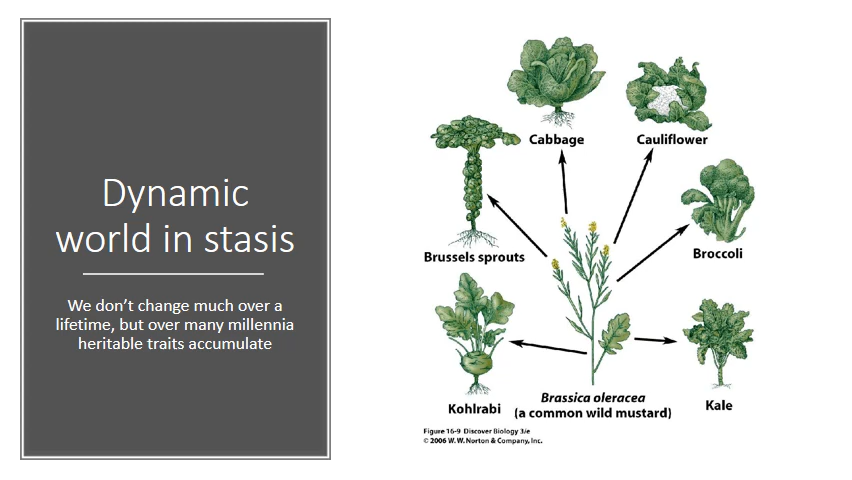 Dynamic
world in stasis
We don’t change much over a
lifetime, but over many millennia
heritable traits accumulate
Cabbage
Cauliflower
Brussels sprouts
Broccoli
Kohlrabi
Brassica oleracea
(a common wild mustard)
Kale
Figure 16-9 Discover Biology 3/e
© 2006 W. W. Norton & Company, Inc.